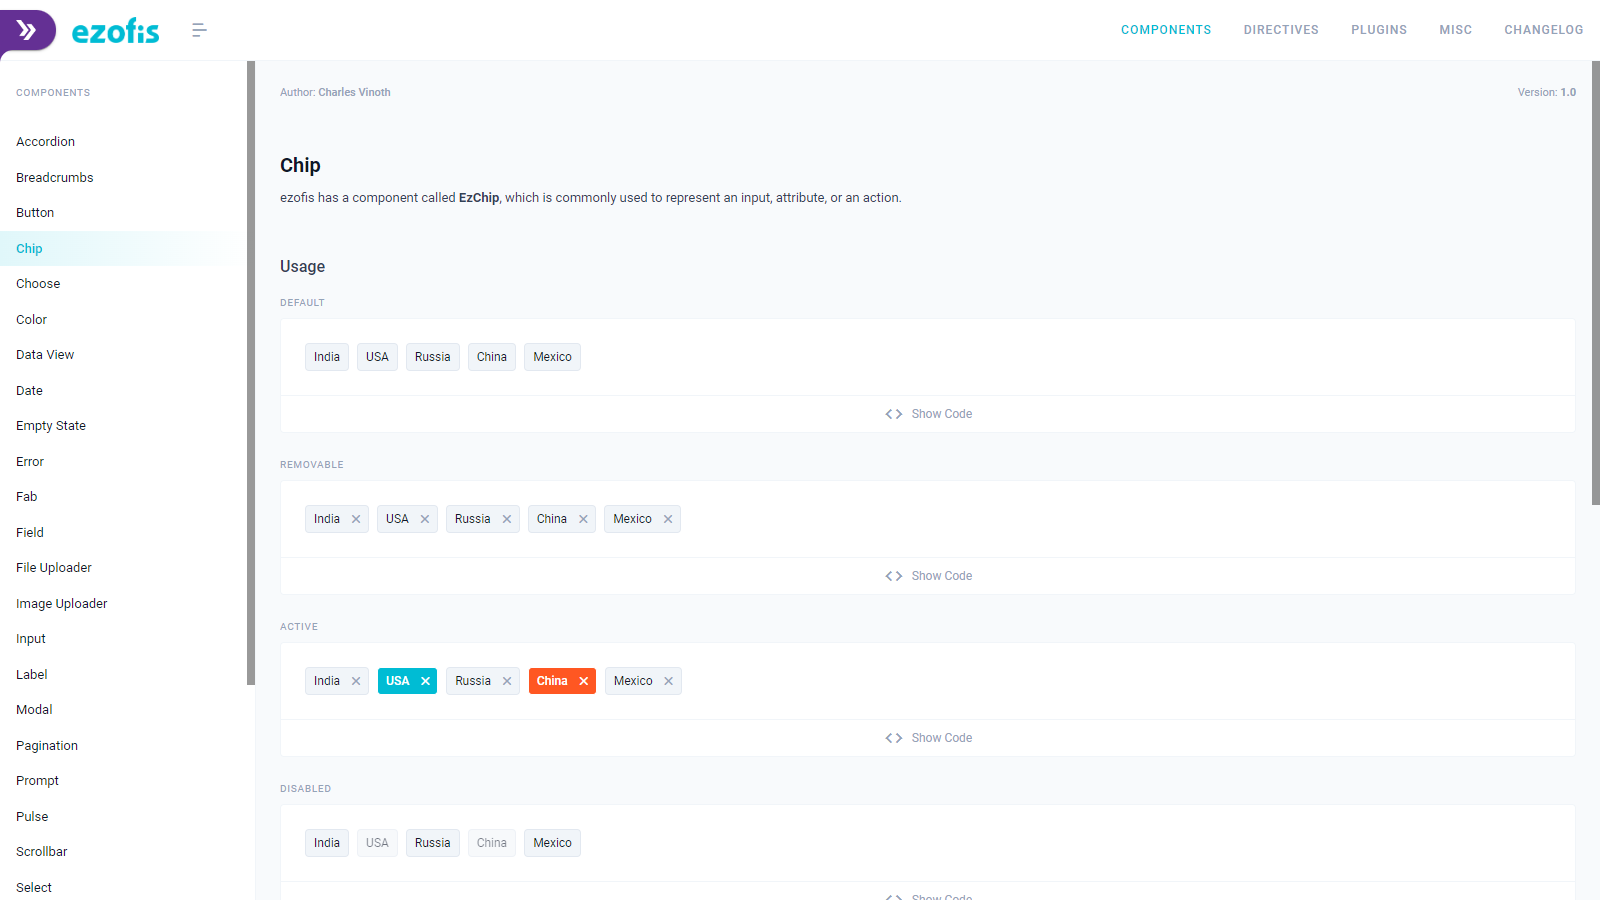 ezofis
COMPONENTS DIRECTIVES PLUGINS MISC CHANGELOG
COMPONENTS
Accordion
Breadcrumbs
Button
Chip
Choose
Color
Data View
Date
Empty State
Error
Fab
Field
File Uploader
Image Uploader
Input
Label
Modal
Pagination
Prompt
Pulse
Scrollbar
Select
Author: Charles Vinoth
Version: 1.0
Chip
ezofis has a component called EzChip, which is commonly used to represent an input, attribute, or an action.
Usage
DEFAULT
India USA Russia China Mexico
Show Code
REMOVABLE
India USA Russia China Mexico
Show Code
ACTIVE
India USA Russia China Mexico
Show Code
DISABLED
India USA Russia China Mexico
Show Code